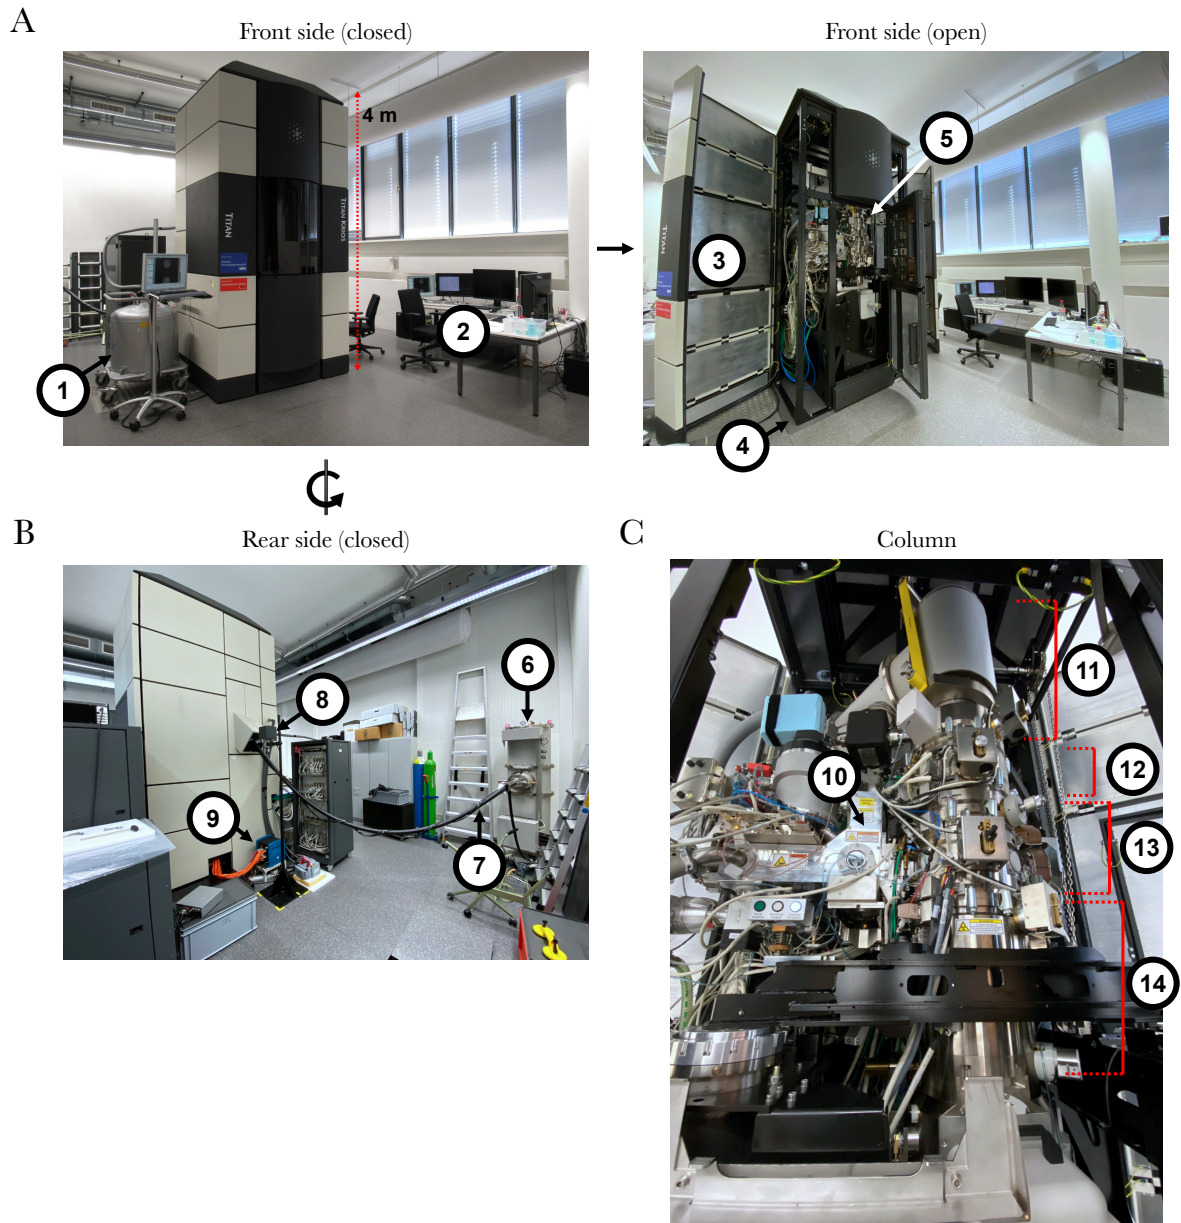 A
Front side (closed)
Front side (open)
4 m
TITAN
TITAN KRIOS
1
2
TITAN
3
4
5
B
Rear side (closed)
6
7
8
9
C
Column
10
11
12
13
14